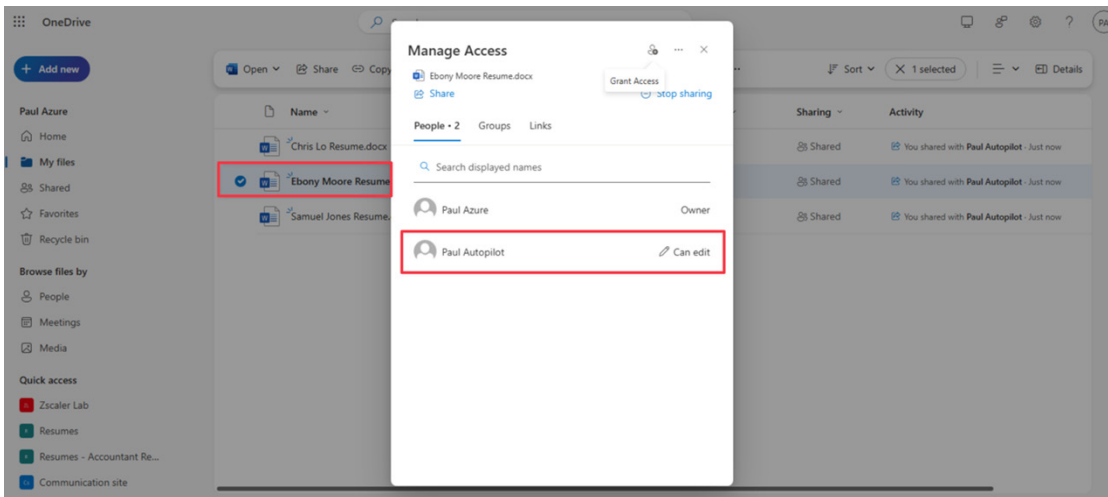 OneDrive
PA
+ Add new
Open
Share
Copy
Sort
1 selected
Details
Paul Azure
Home
My files
Shared
Favorites
Recycle bin
Browse files by
People
Meetings
Media
Quick access
Zscaler Lab
Resumes
Resumes - Accountant Re...
Communication site
Name
Sharing
Activity
Chris Lo Resume.docx
Shared
You shared with Paul Autopilot · Just now
Ebony Moore Resume
Shared
You shared with Paul Autopilot · Just now
Samuel Jones Resume.
Shared
You shared with Paul Autopilot · Just now
Manage Access
Ebony Moore Resume.docx
Grant Access
Share
Stop sharing
People • 2
Groups
Links
Search displayed names
Paul Azure
Owner
Paul Autopilot
Can edit